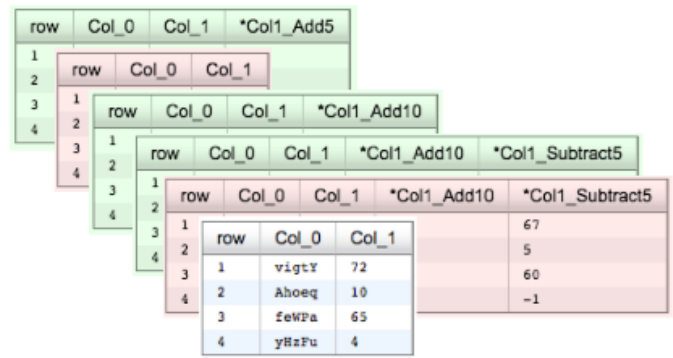 row Col_0 Col_1 *Col1_Add5
1
2
3
4
row Col_0 Col_1
1
2
3
4
row Col_0 Col_1 *Col1_Add10
1
2
3
4
row Col_0 Col_1 *Col1_Add10 *Col1_Subtract5
1
2
3
4
row Col_0 Col_1 *Col1_Add10 *Col1_Subtract5
1 67
2 5
3 60
4 -1
row Col_0 Col_1
1 vigtY 72
2 Ahoeq 10
3 feWPa 65
4 yHzFu 4